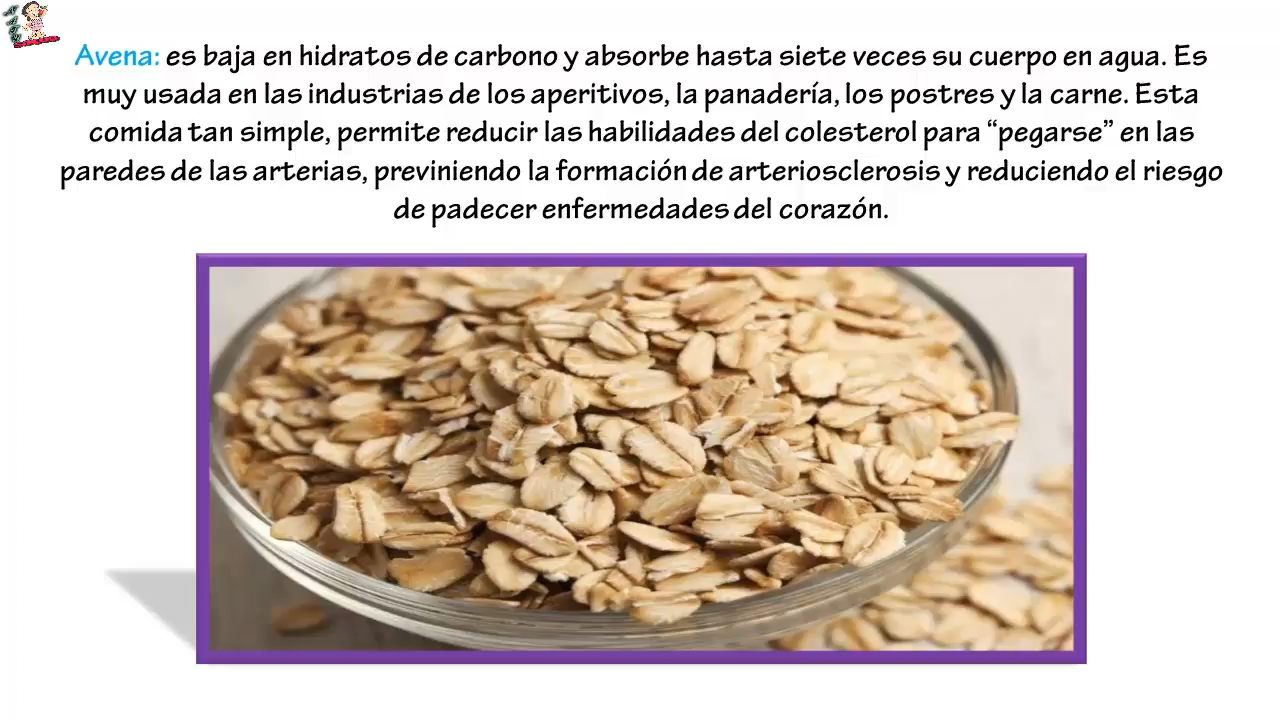 Avena: es baja en hidratos de carbono y absorbe hasta siete veces su cuerpo en agua. Es
muy usada en las industrias de los aperitivos, la panadería, los postres y la carne. Esta
comida tan simple, permite reducir las habilidades del colesterol para “pegarse” en las
paredes de las arterias, previniendo la formación de arteriosclerosis y reduciendo el riesgo
de padecer enfermedades del corazón.